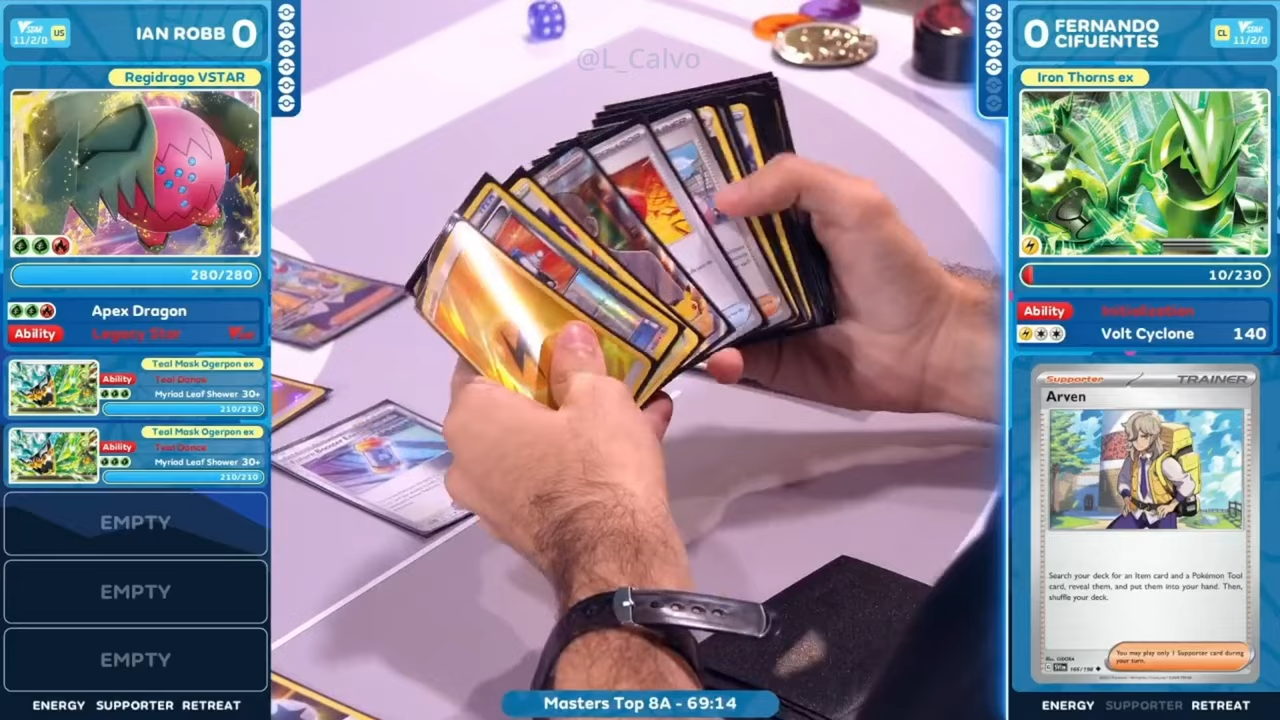 VSTAR
11/2/0
US
IAN ROBB 0
Regidrago VSTAR
280/280
Apex Dragon
Ability Legacy Star
Teal Mask Ogerpon ex
Ability Teal Dance
Myriad Leaf Shower 30+
210/210
Teal Mask Ogerpon ex
Ability Teal Dance
Myriad Leaf Shower 30+
210/210
EMPTY
EMPTY
EMPTY
ENERGY SUPPORTER RETREAT
@L_Calvo
Masters Top 8A - 69:14
0 FERNANDO
CIFUENTES
CL
VSTAR
11/2/0
Iron Thorns ex
10/230
Ability Initialization
Volt Cyclone 140
Supporter TRAINER
Arven
Search your deck for an Item card and a Pokémon Tool
card, reveal them, and put them into your hand. Then,
shuffle your deck.
You may play only 1 Supporter card during
your turn.
166/198
ENERGY SUPPORTER RETREAT